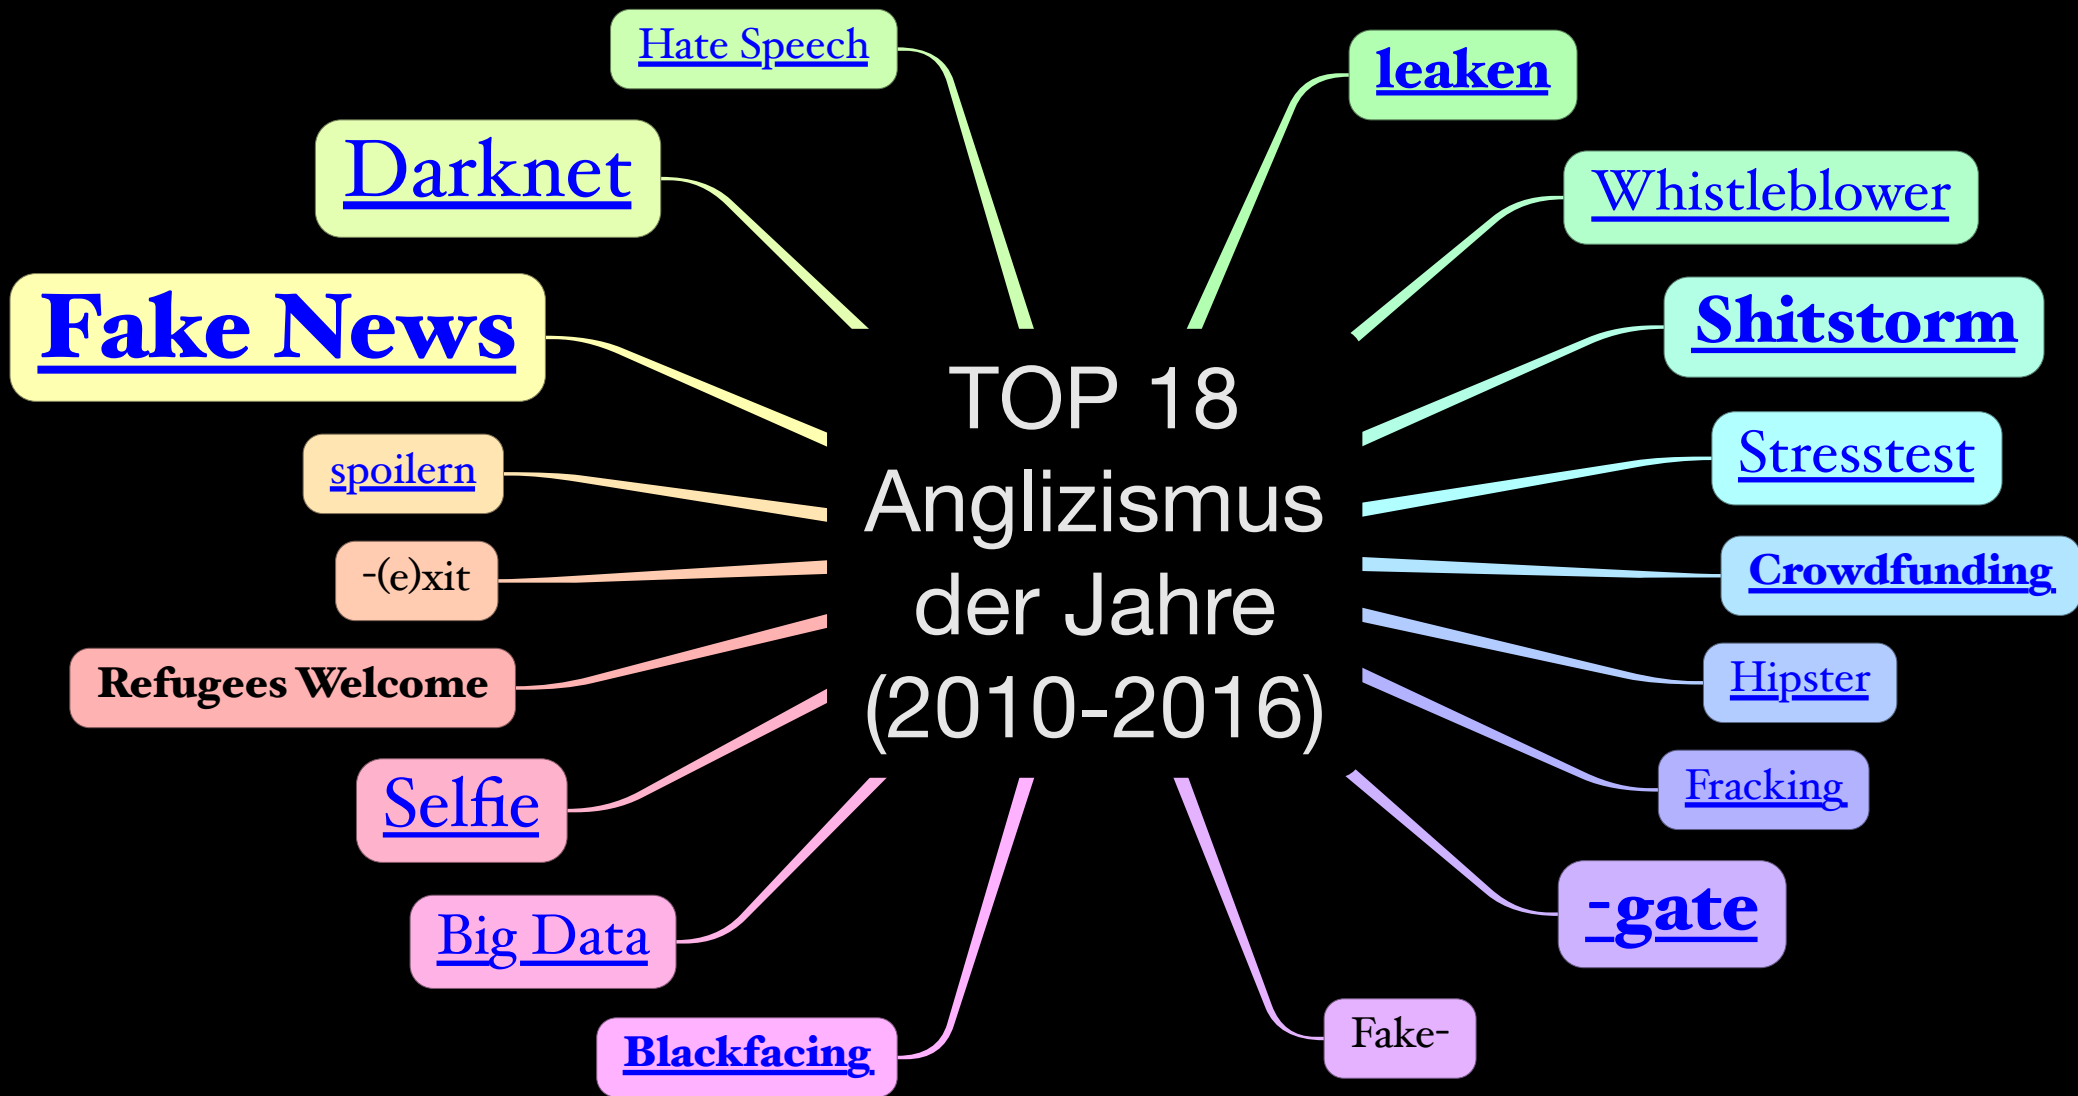 TOP 18
Anglizismus
der Jahre
(2010-2016)
leaken
Whistleblower
Shitstorm
Stresstest
Crowdfunding
Hipster
Fracking
-gate
Fake-
Blackfacing
Big Data
Selfie
Refugees Welcome
-(e)xit
spoilern
Fake News
Darknet
Hate Speech